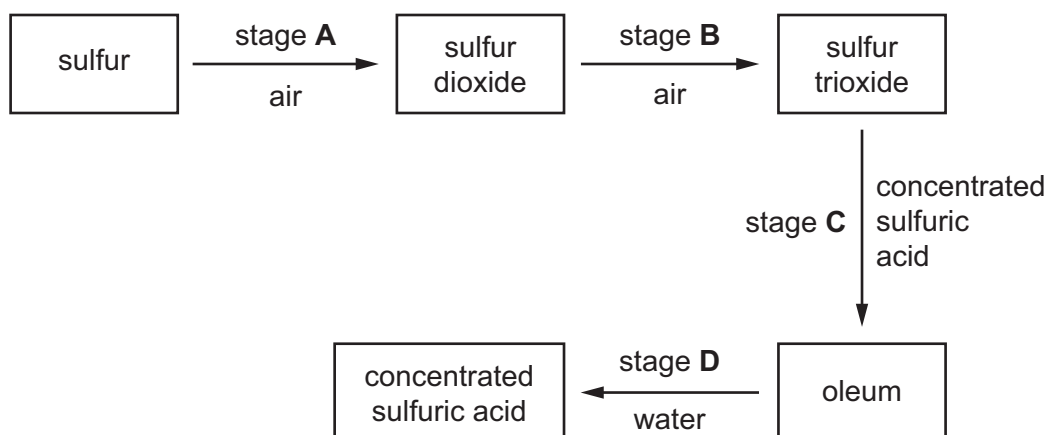 sulfur
stage A
air
sulfur
dioxide
stage B
air
sulfur
trioxide
stage C
concentrated
sulfuric
acid
oleum
stage D
water
concentrated
sulfuric acid